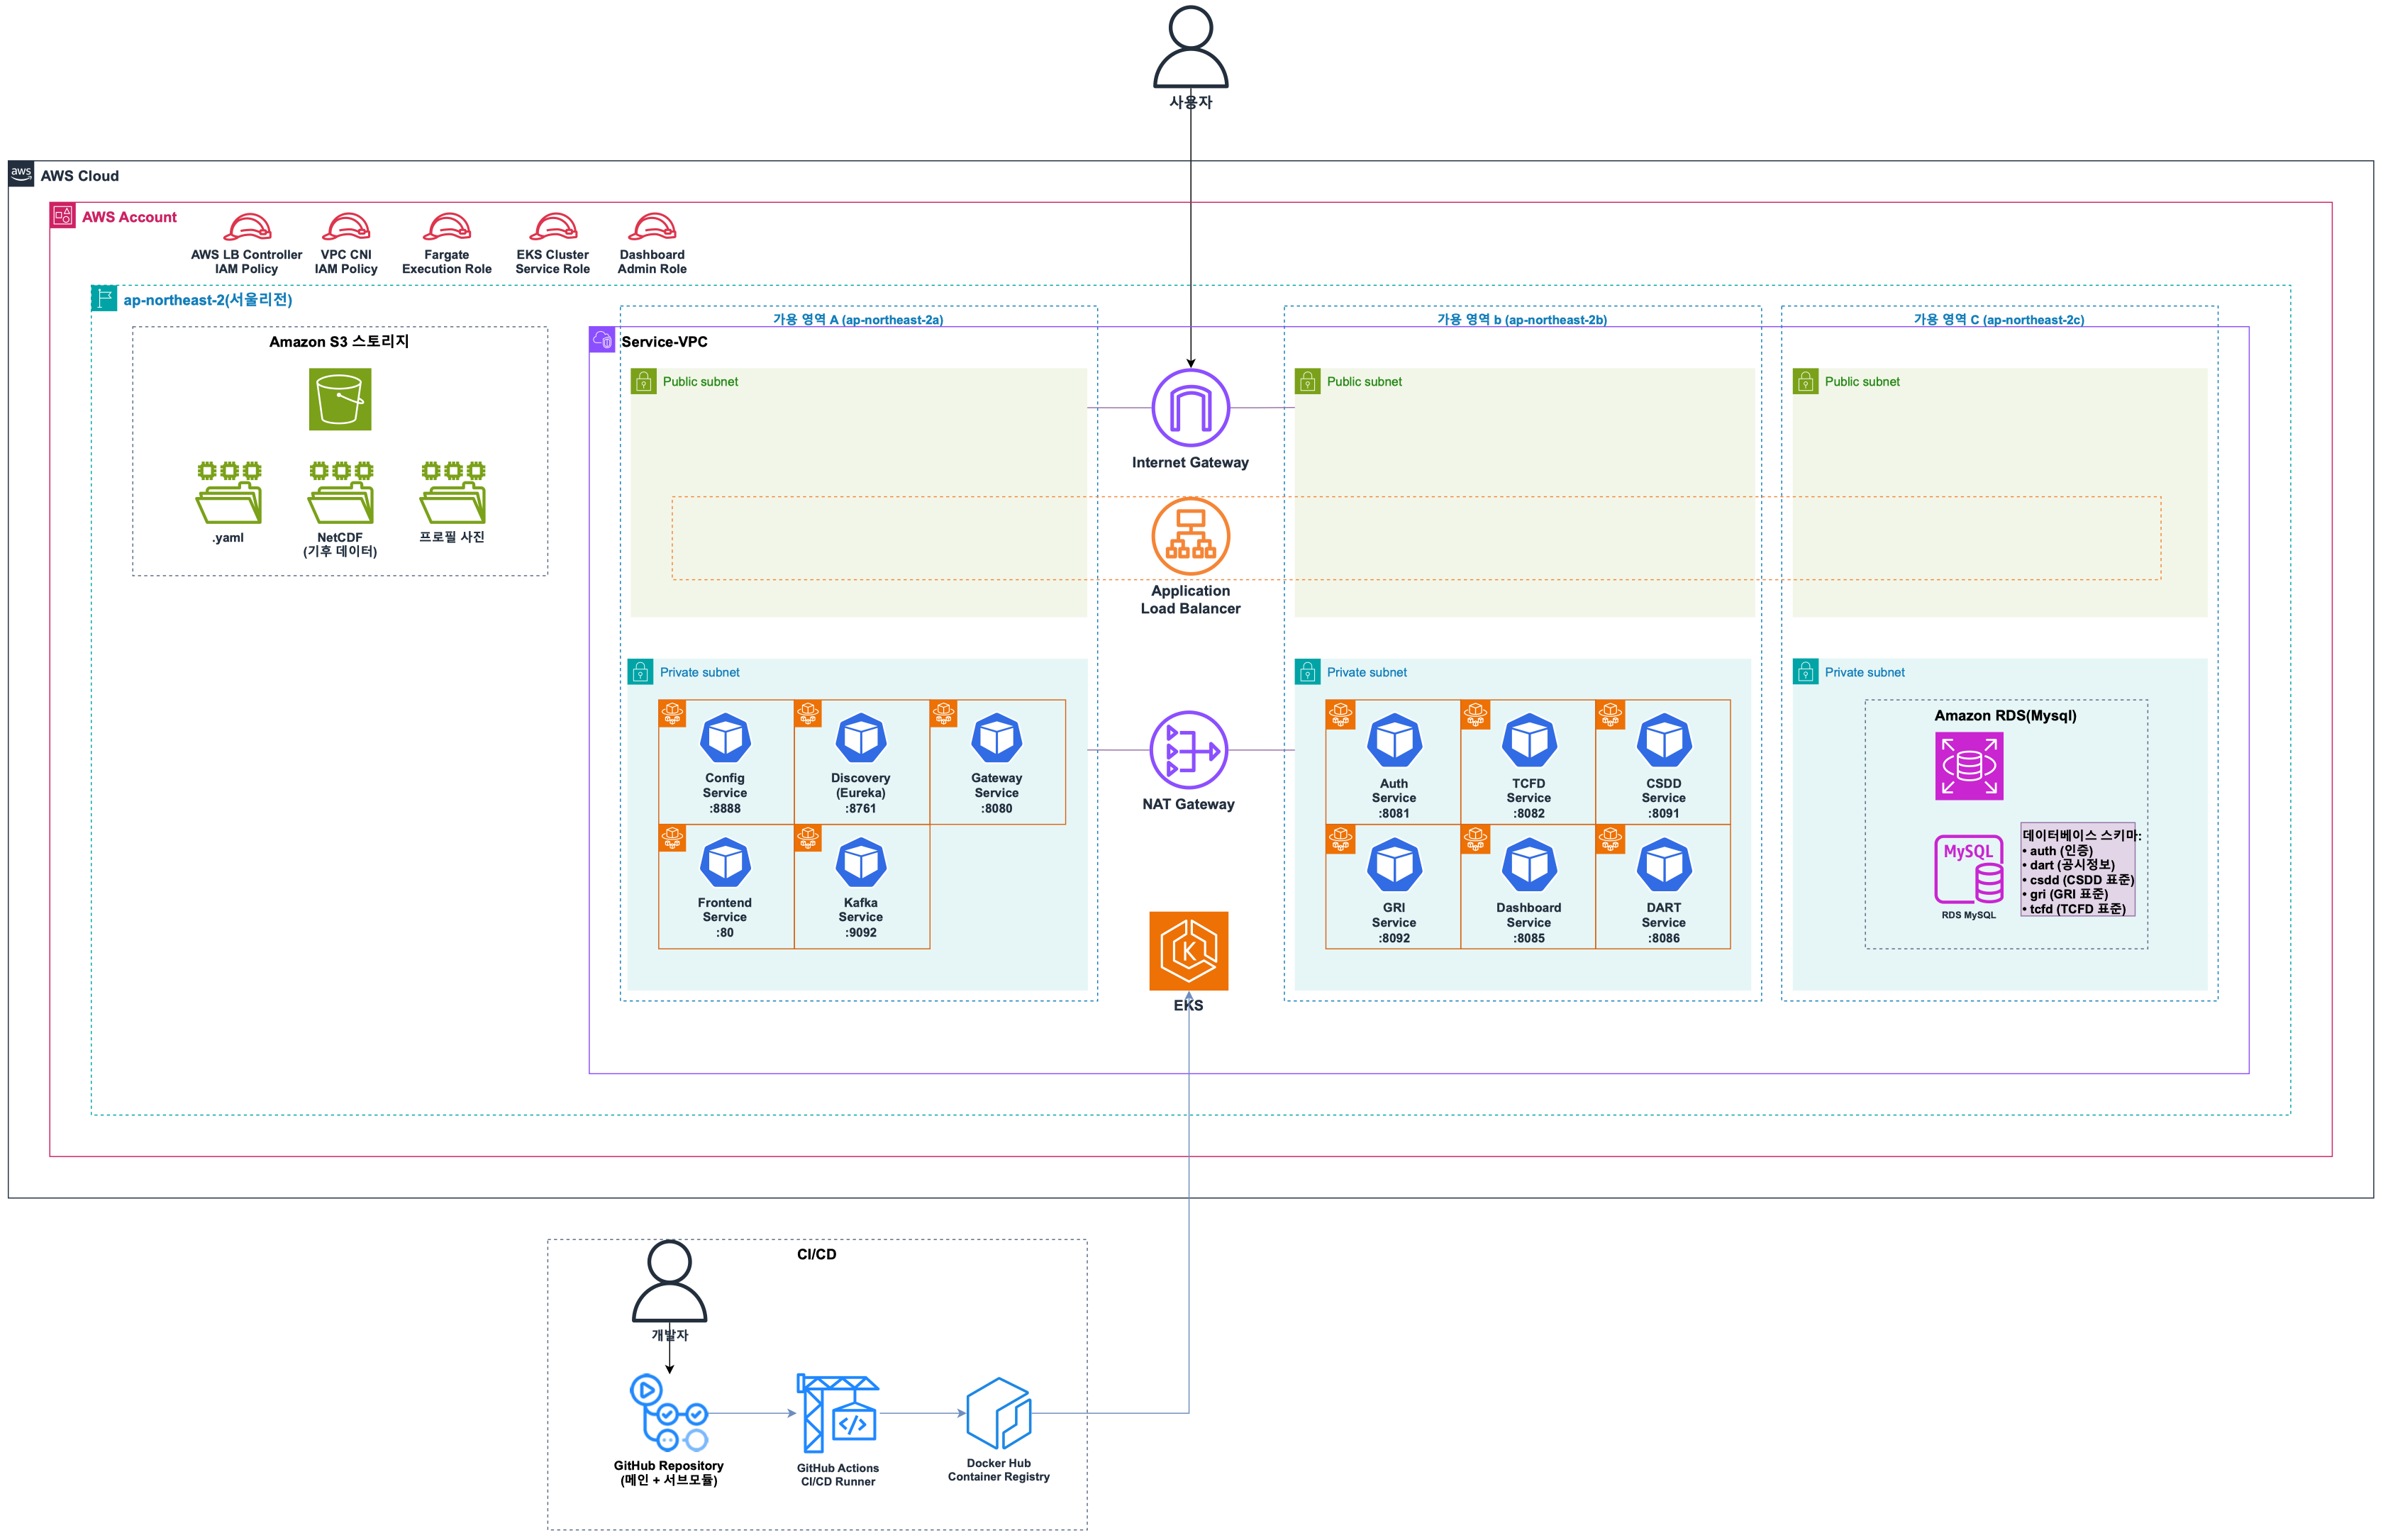 사용자
aws
AWS Cloud
AWS Account
AWS LB Controller
IAM Policy
VPC CNI
IAM Policy
Fargate
Execution Role
EKS Cluster
Service Role
Dashboard
Admin Role
ap-northeast-2(서울리전)
Amazon S3 스토리지
.yaml
NetCDF
(기후 데이터)
프로필 사진
가용 영역 A (ap-northeast-2a)
가용 영역 b (ap-northeast-2b)
가용 영역 C (ap-northeast-2c)
Service-VPC
Public subnet
Public subnet
Public subnet
Internet Gateway
Application
Load Balancer
Private subnet
Config
Service
:8888
Discovery
(Eureka)
:8761
Gateway
Service
:8080
Frontend
Service
:80
Kafka
Service
:9092
NAT Gateway
K
EKS
Private subnet
Auth
Service
:8081
TCFD
Service
:8082
CSDD
Service
:8091
GRI
Service
:8092
Dashboard
Service
:8085
DART
Service
:8086
Private subnet
Amazon RDS(Mysql)
MySQL
RDS MySQL
데이터베이스 스키마:
• auth (인증)
• dart (공시정보)
• csdd (CSDD 표준)
• gri (GRI 표준)
• tcfd (TCFD 표준)
CI/CD
개발자
GitHub Repository
(메인 + 서브모듈)
</>
GitHub Actions
CI/CD Runner
Docker Hub
Container Registry